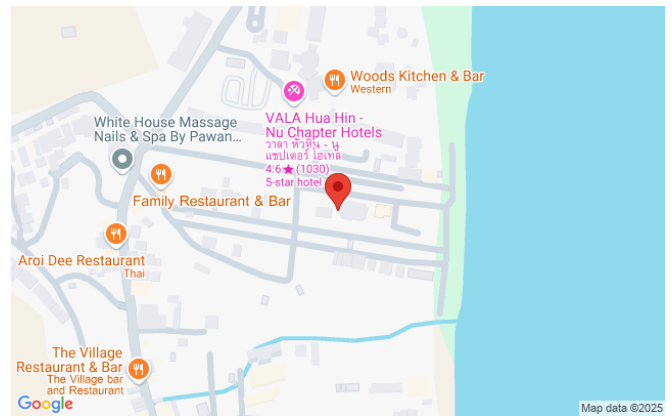 Woods Kitchen & Bar
Western
VALA Hua Hin -
Nu Chapter Hotels
วาลา หัวหิน - นู
แชปเตอร์ โฮเทล
4.6★ (1030)
5-star hotel
White House Massage
Nails & Spa By Pawan...
Family Restaurant & Bar
Aroi Dee Restaurant
Thai
The Village
Restaurant & Bar
The Village bar
and Restaurant
Google
Map data ©2025